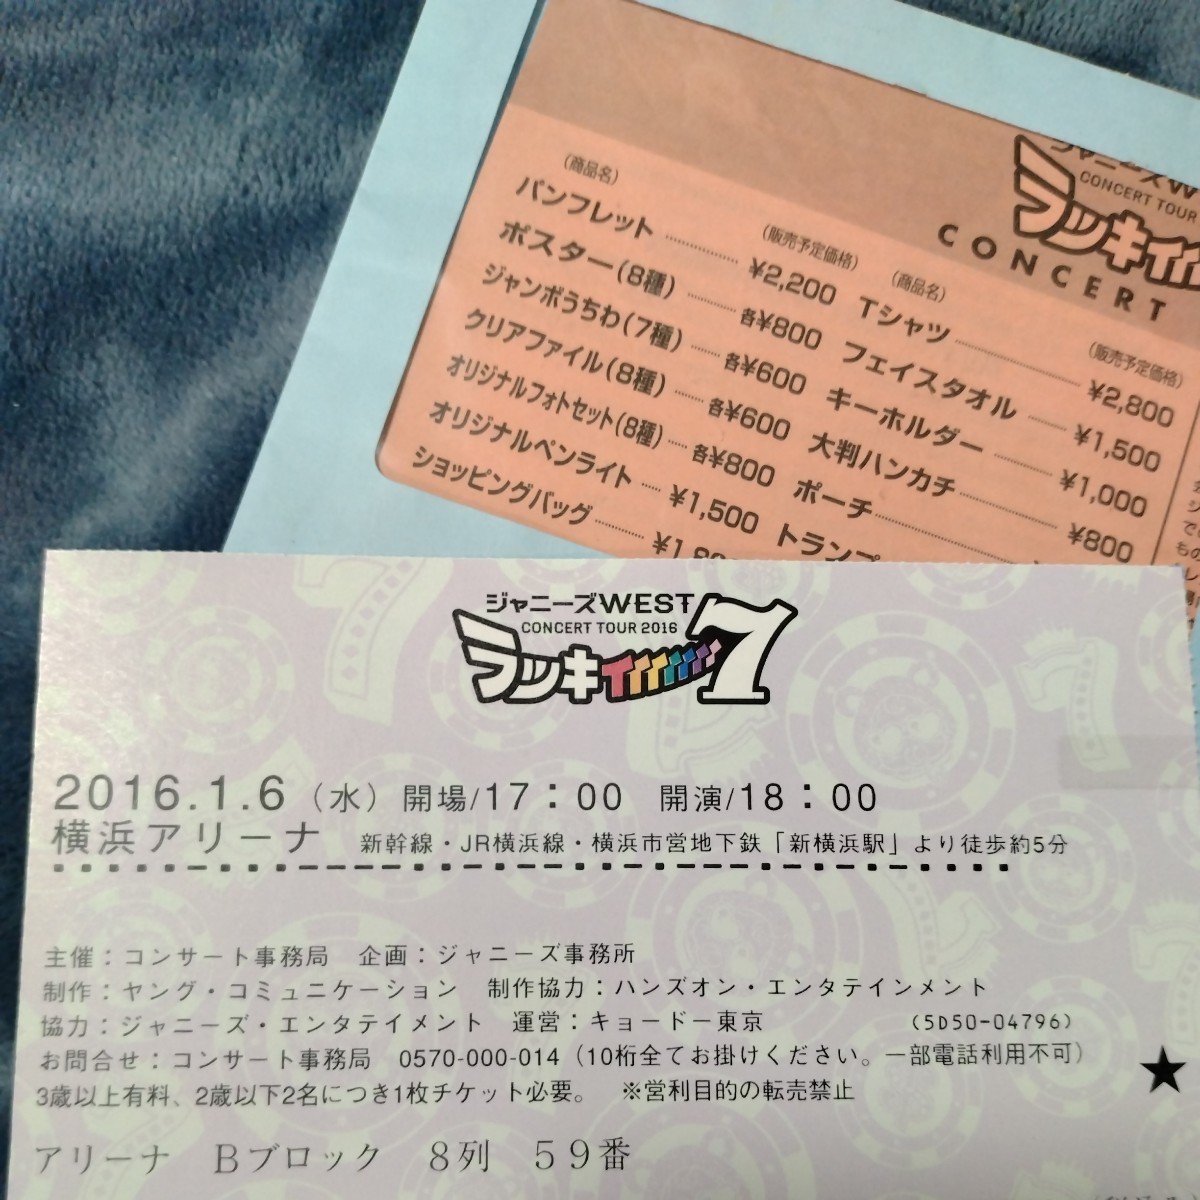 ジャニーズW
CONCERT TOUR
ラッキィ
CONCERT
(商品名) (販売予定価格)
パンフレット ¥2,200
ポスター(8種) 各¥800
ジャンボうちわ(7種) 各¥600
クリアファイル(8種) 各¥600
オリジナルフォトセット(8種) 各¥800
オリジナルペンライト ¥1,500
ショッピングバッグ
(商品名) (販売予定価格)
Tシャツ ¥2,800
フェイスタオル ¥1,500
キーホルダー ¥1,000
大判ハンカチ ¥800
ポーチ
トランプ
ジャニーズWEST
CONCERT TOUR 2016
ラッキィィィィィィィ7
2016.1.6(水)開場/17:00 開演/18:00
横浜アリーナ 新幹線・JR横浜線・横浜市営地下鉄「新横浜駅」より徒歩約5分
主催:コンサート事務局 企画:ジャニーズ事務所
制作:ヤング・コミュニケーション 制作協力:ハンズオン・エンタテインメント
協力:ジャニーズ・エンタテイメント 運営:キョードー東京 (5D50-04796)
お問合せ:コンサート事務局 0570-000-014(10桁全てお掛けください。一部電話利用不可)
3歳以上有料、2歳以下2名につき1枚チケット必要。 ※営利目的の転売禁止
★
アリーナ Bブロック 8列 59番